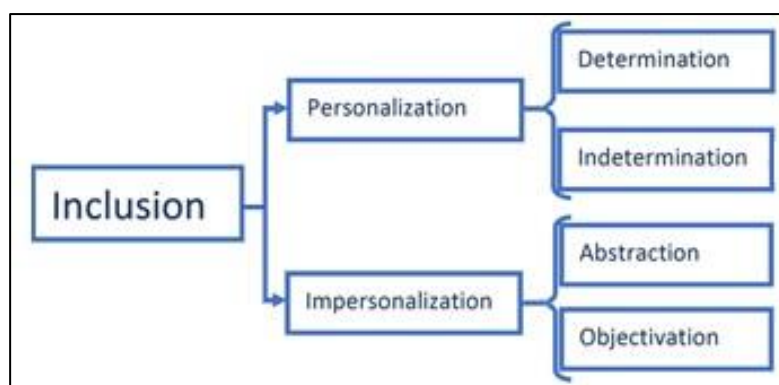 Inclusion
Personalization
Determination
Indetermination
Impersonalization
Abstraction
Objectivation